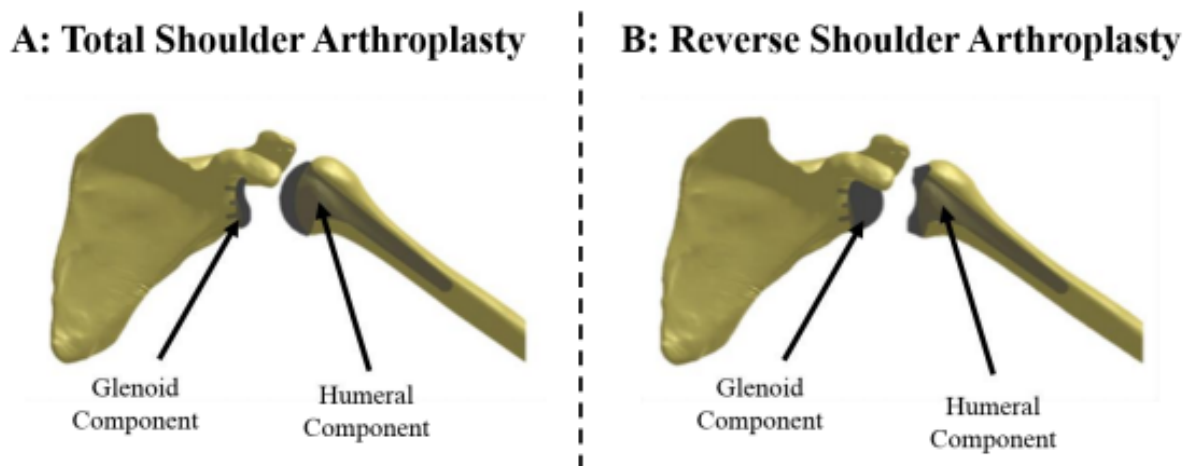 A: Total Shoulder Arthroplasty
Glenoid
Component
Humeral
Component
B: Reverse Shoulder Arthroplasty
Glenoid
Component
Humeral
Component